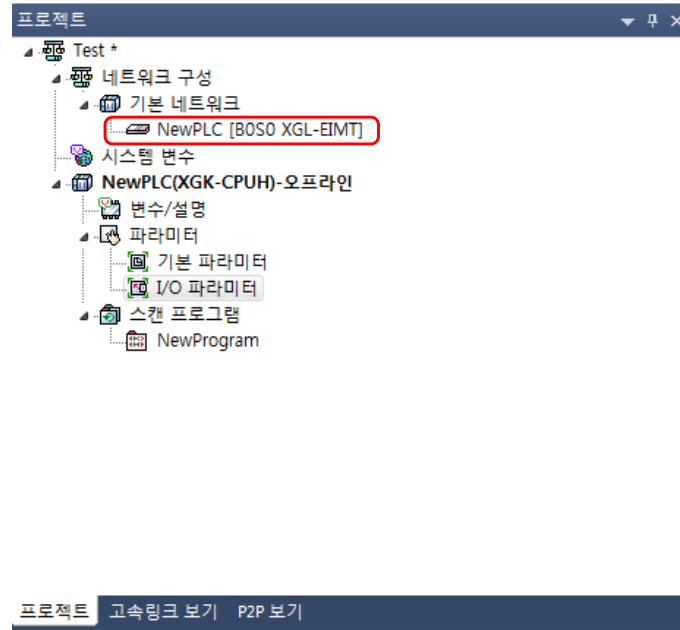 프로젝트
Test *
네트워크 구성
기본 네트워크
NewPLC [B0S0 XGL-EIMT]
시스템 변수
NewPLC(XGK-CPUH)-오프라인
변수/설명
파라미터
기본 파라미터
I/O 파라미터
스캔 프로그램
NewProgram
프로젝트 고속링크 보기 P2P 보기